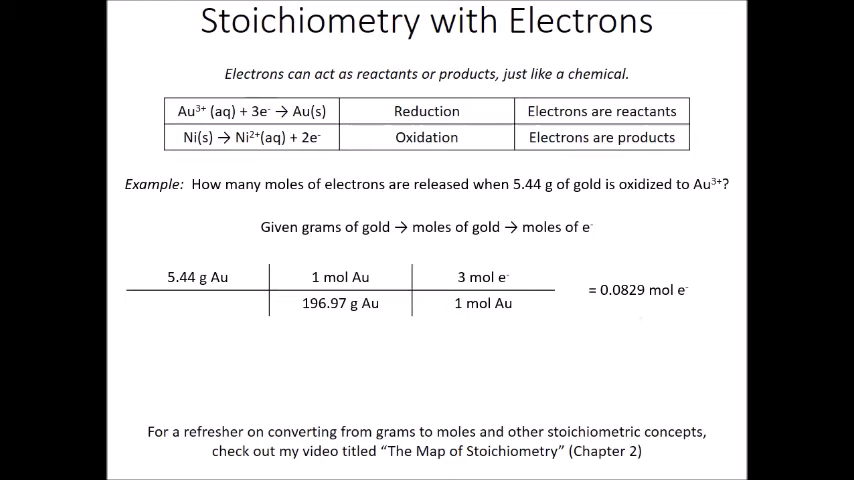 Stoichiometry with Electrons
Electrons can act as reactants or products, just like a chemical.
Au³⁺ (aq) + 3e⁻ → Au(s) Reduction Electrons are reactants
Ni(s) → Ni²⁺(aq) + 2e⁻ Oxidation Electrons are products
Example: How many moles of electrons are released when 5.44 g of gold is oxidized to Au³⁺?
Given grams of gold → moles of gold → moles of e⁻
5.44 g Au 1 mol Au 3 mol e⁻
= 0.0829 mol e⁻
196.97 g Au 1 mol Au
For a refresher on converting from grams to moles and other stoichiometric concepts,
check out my video titled “The Map of Stoichiometry” (Chapter 2)